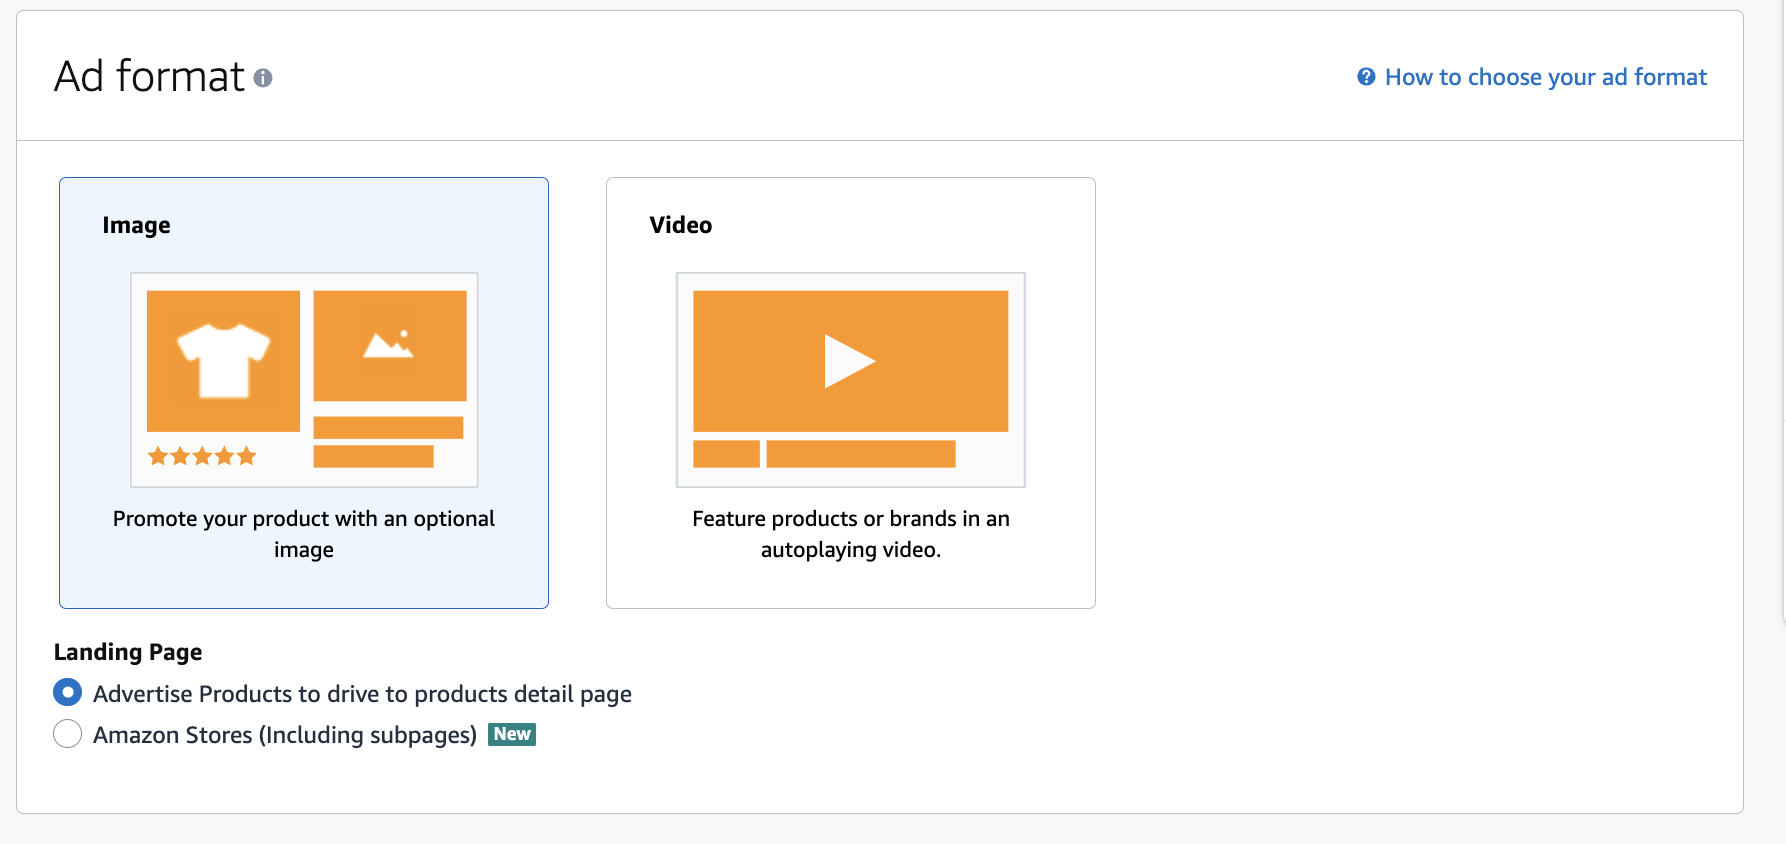 Ad format
How to choose your ad format
Image
Promote your product with an optional
image
Video
Feature products or brands in an
autoplaying video.
Landing Page
Advertise Products to drive to products detail page
Amazon Stores (Including subpages) New